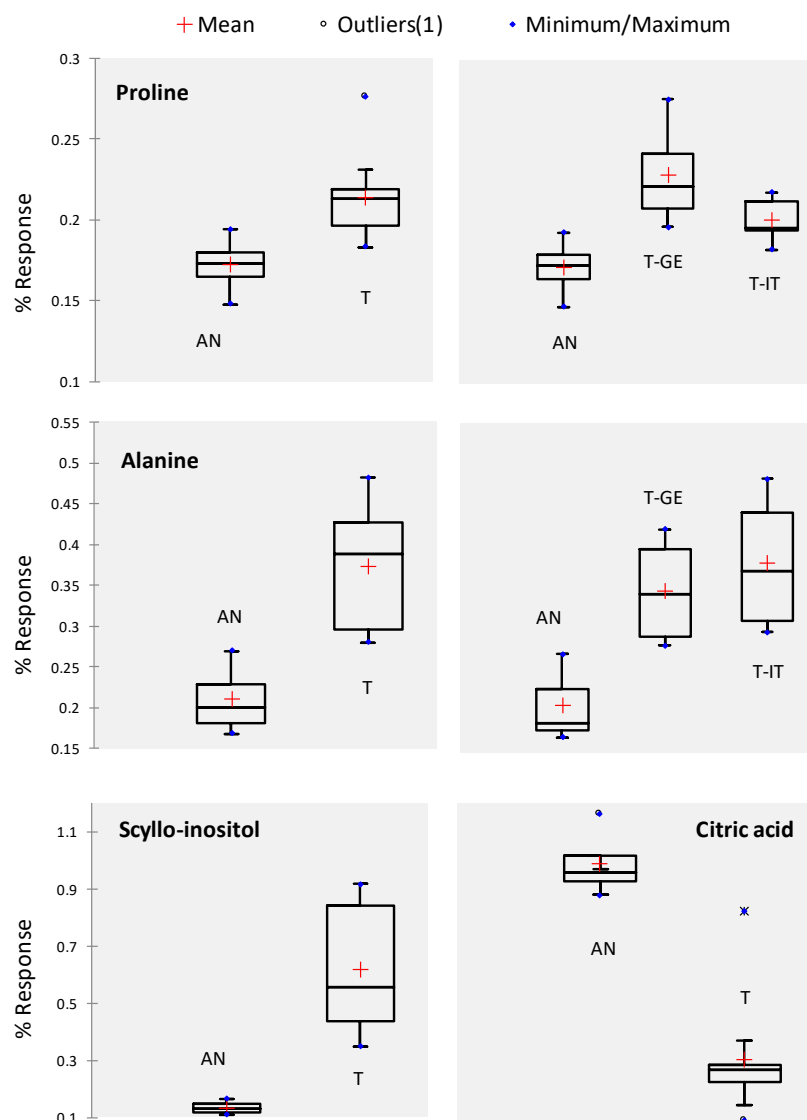 Mean Outliers(1) Minimum/Maximum
% Response
0.3
0.25
0.2
0.15
0.1
Proline
AN
T
AN
T-GE
T-IT
% Response
0.55
0.5
0.45
0.4
0.35
0.3
0.25
0.2
0.15
Alanine
AN
T
AN
T-GE
T-IT
% Response
1.1
0.9
0.7
0.5
0.3
0.1
Scyllo-inositol
AN
T
Citric acid
AN
T